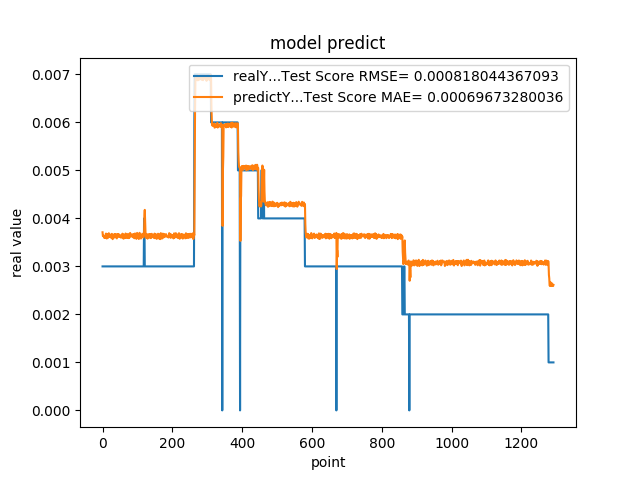 model predict
realY...Test Score RMSE= 0.000818044367093
predictY...Test Score MAE= 0.00069673280036
real value
0.007
0.006
0.005
0.004
0.003
0.002
0.001
0.000
0 200 400 600 800 1000 1200
point